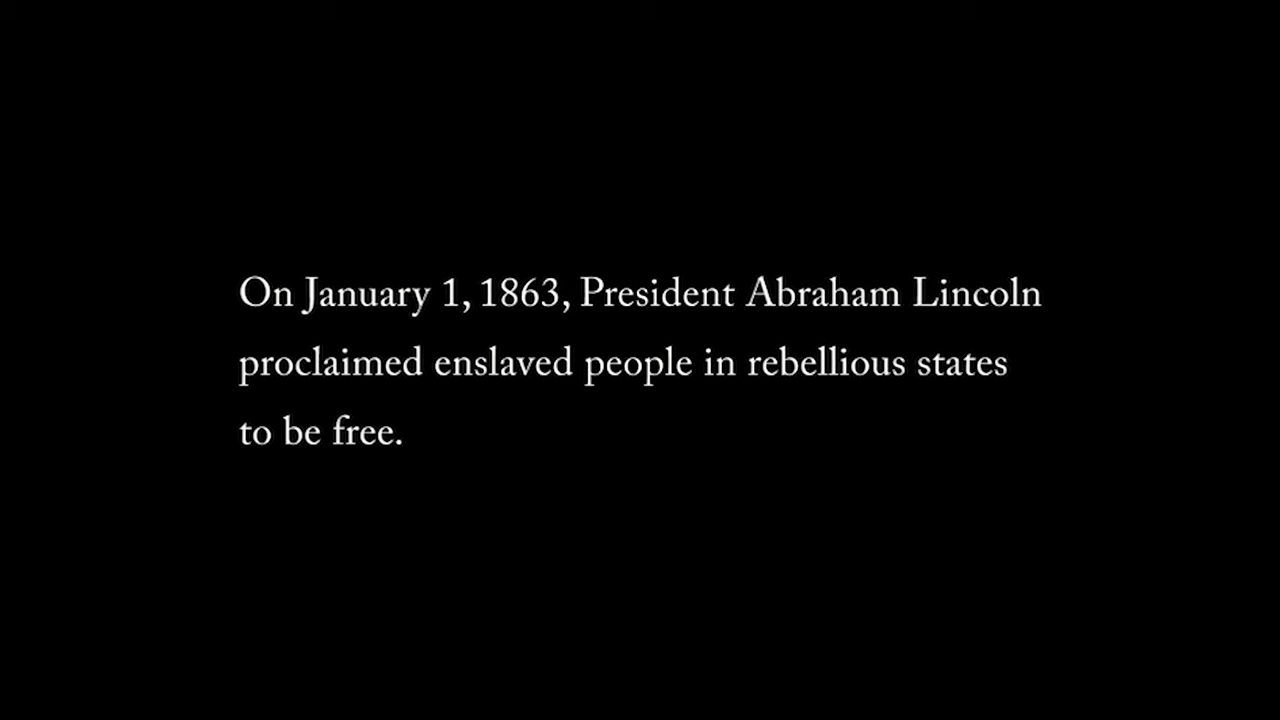 On January 1, 1863, President Abraham Lincoln
proclaimed enslaved people in rebellious states
to be free.